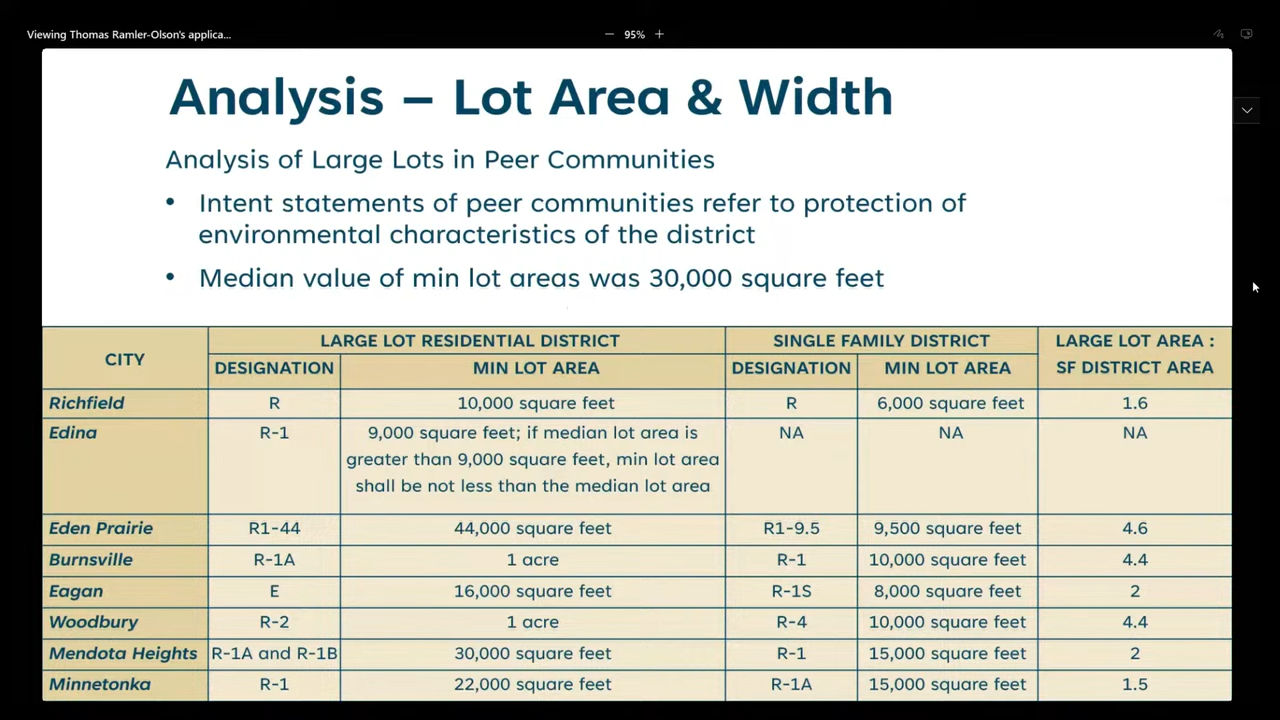 Viewing Thomas Ramler-Olson's applica...
95%
Analysis – Lot Area & Width
Analysis of Large Lots in Peer Communities
• Intent statements of peer communities refer to protection of
environmental characteristics of the district
• Median value of min lot areas was 30,000 square feet
CITY LARGE LOT RESIDENTIAL DISTRICT SINGLE FAMILY DISTRICT LARGE LOT AREA :
DESIGNATION MIN LOT AREA DESIGNATION MIN LOT AREA SF DISTRICT AREA
Richfield R 10,000 square feet R 6,000 square feet 1.6
Edina R-1 9,000 square feet; if median lot area is NA NA NA
greater than 9,000 square feet, min lot area
shall be not less than the median lot area
Eden Prairie R1-44 44,000 square feet R1-9.5 9,500 square feet 4.6
Burnsville R-1A 1 acre R-1 10,000 square feet 4.4
Eagan E 16,000 square feet R-1S 8,000 square feet 2
Woodbury R-2 1 acre R-4 10,000 square feet 4.4
Mendota Heights R-1A and R-1B 30,000 square feet R-1 15,000 square feet 2
Minnetonka R-1 22,000 square feet R-1A 15,000 square feet 1.5